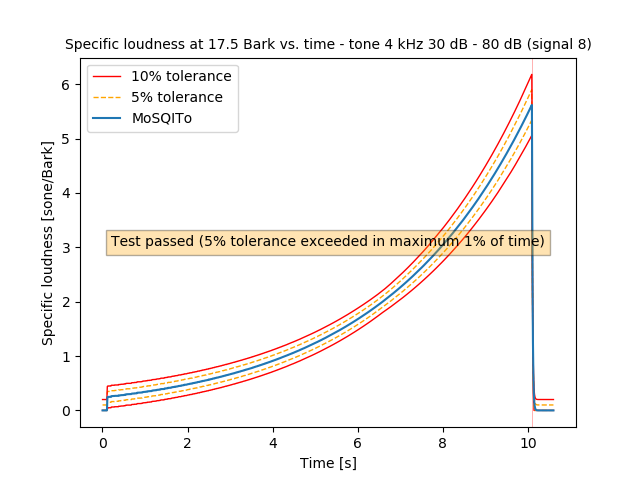 Specific loudness at 17.5 Bark vs. time - tone 4 kHz 30 dB - 80 dB (signal 8)
10% tolerance
5% tolerance
MoSQITo
Test passed (5% tolerance exceeded in maximum 1% of time)
Specific loudness [sone/Bark]
6
5
4
3
2
1
0
0 2 4 6 8 10
Time [s]